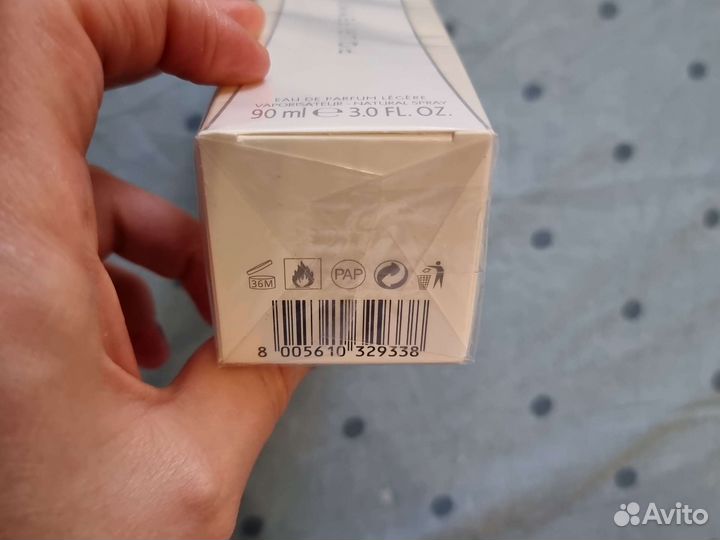 EAU DE PARFUM LÉGÈRE
VAPORISATEUR - NATURAL SPRAY
90 ml ℮ 3.0 FL. OZ.
36M
PAP
8 005610 329338
Avito